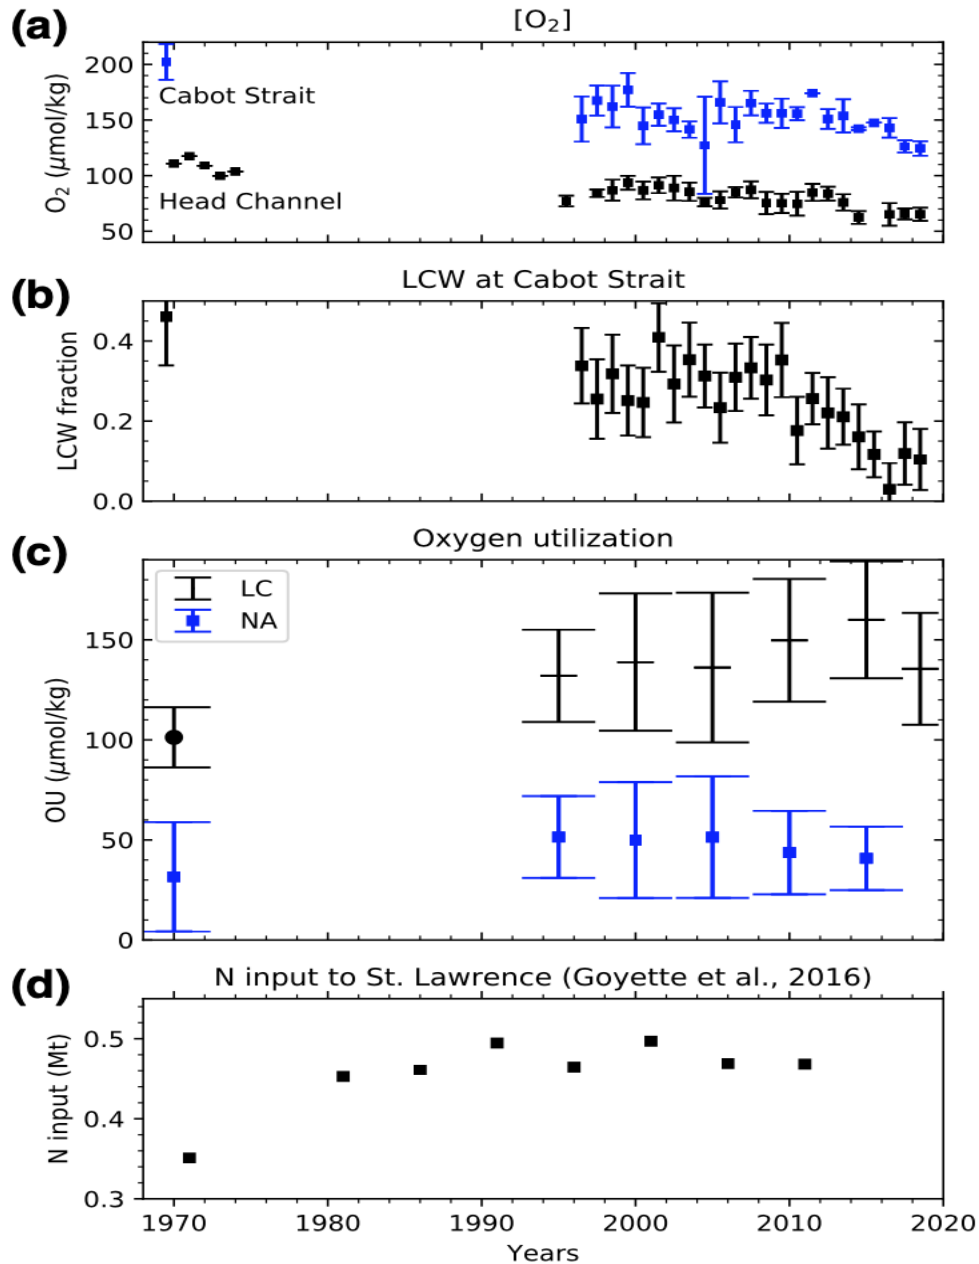 (a)
[O₂]
O₂ (μmol/kg)
200
150
100
50
Cabot Strait
Head Channel
(b)
LCW at Cabot Strait
LCW fraction
0.4
0.2
0.0
(c)
Oxygen utilization
OU (μmol/kg)
150
100
50
0
LC
NA
(d)
N input to St. Lawrence (Goyette et al., 2016)
N input (Mt)
0.5
0.4
0.3
1970 1980 1990 2000 2010 2020
Years